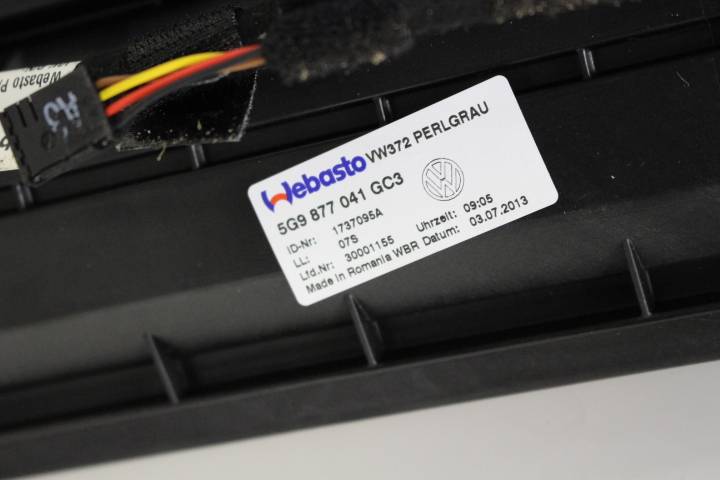 Webasto P
Webasto VW372 PERLGRAU
5G9 877 041 GC3
ID-Nr: 1737095A
LL: 07S Uhrzeit: 09:05
Lfd.Nr: 30001155 Datum: 03.07.2013
Made in Romania WBR